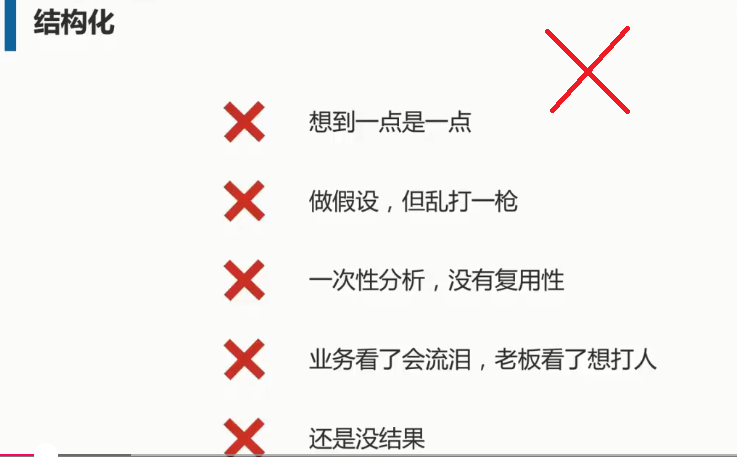 结构化
想到一点是一点
做假设，但乱打一枪
一次性分析，没有复用性
业务看了会流泪，老板看了想打人
还是没结果